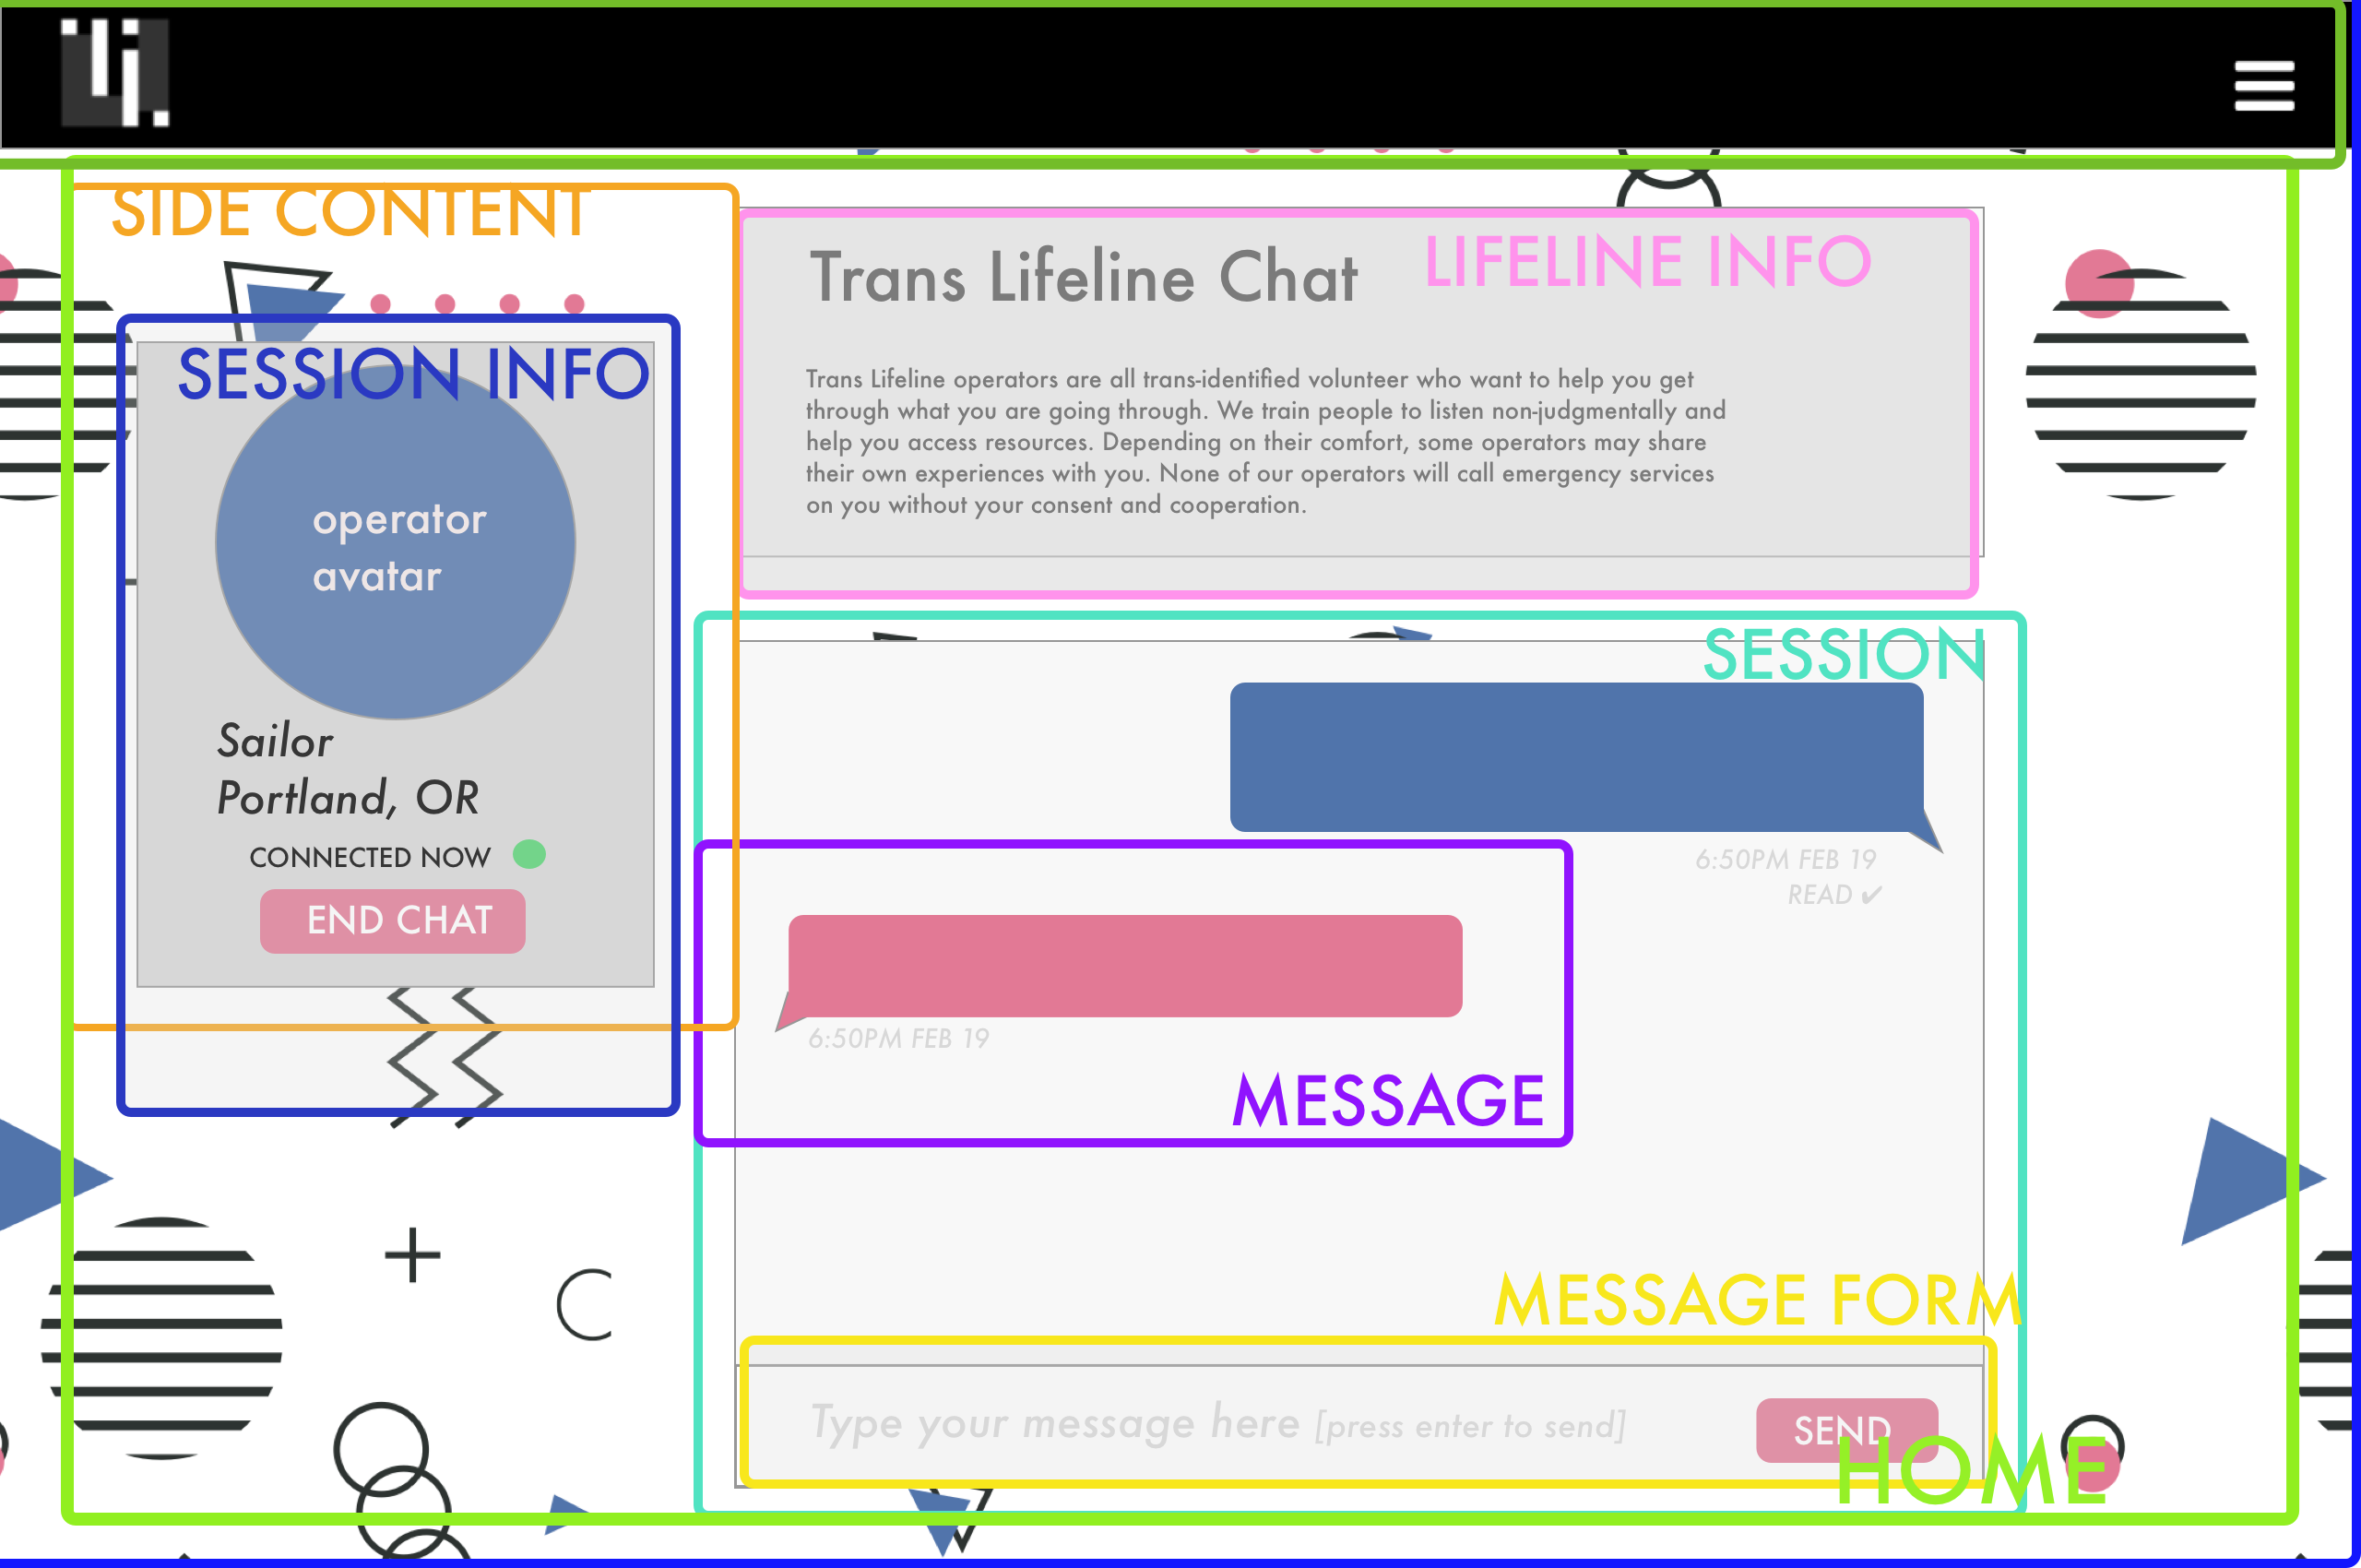 SIDE CONTENT
SESSION INFO
operator
avatar
Sailor
Portland, OR
CONNECTED NOW
END CHAT
Trans Lifeline Chat
LIFELINE INFO
Trans Lifeline operators are all trans-identified volunteer who want to help you get
through what you are going through. We train people to listen non-judgmentally and
help you access resources. Depending on their comfort, some operators may share
their own experiences with you. None of our operators will call emergency services
on you without your consent and cooperation.
SESSION
6:50PM FEB 19
READ ✔
6:50PM FEB 19
MESSAGE
MESSAGE FORM
Type your message here [press enter to send]
SEND
HOME